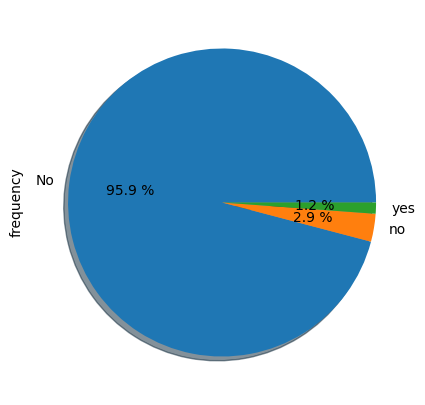 frequency
No
95.9 %
1.2 %
yes
2.9 %
no